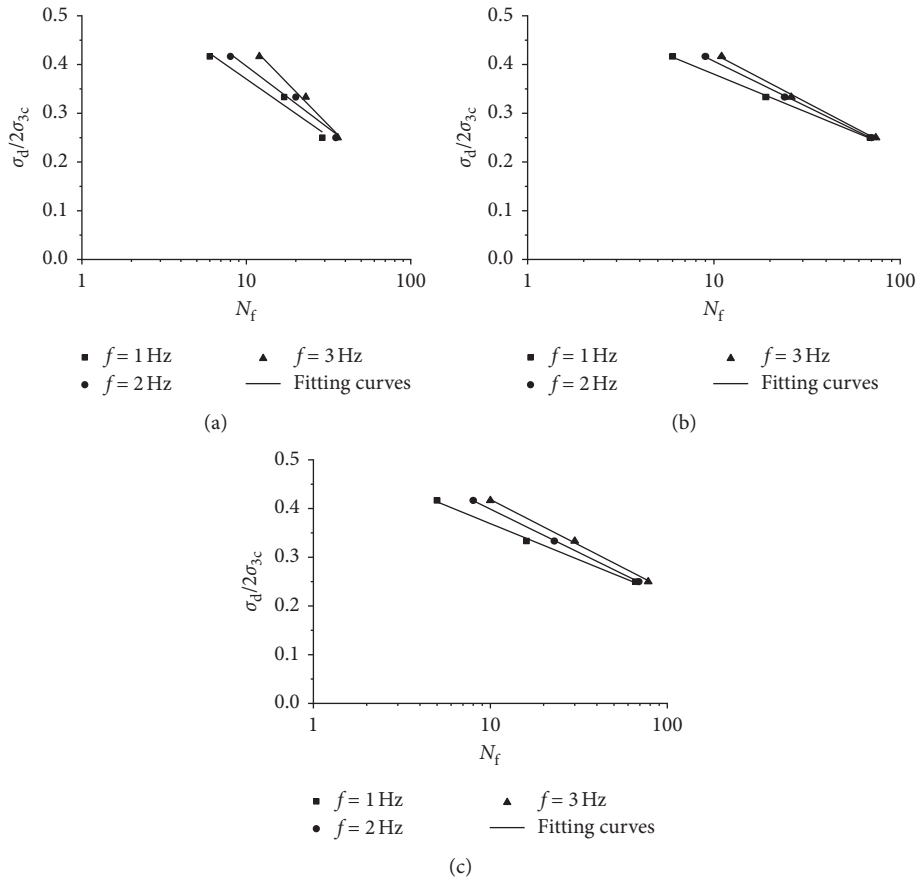 0.5
0.4
0.3
0.2
0.1
0.0
σd/2σ3c
1
10
100
Nf
f = 1 Hz
f = 3 Hz
f = 2 Hz
Fitting curves
(a)
0.5
0.4
0.3
0.2
0.1
0.0
σd/2σ3c
1
10
100
Nf
f = 1 Hz
f = 3 Hz
f = 2 Hz
Fitting curves
(b)
0.5
0.4
0.3
0.2
0.1
0.0
σd/2σ3c
1
10
100
Nf
f = 1 Hz
f = 3 Hz
f = 2 Hz
Fitting curves
(c)